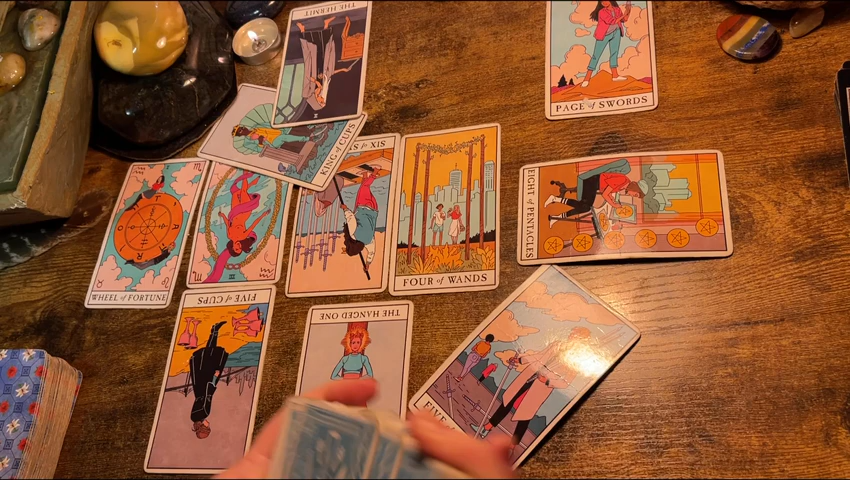 THE HERMIT
PAGE of SWORDS
KING of CUPS
SIX of S
EIGHT of PENTACLES
WHEEL of FORTUNE
FOUR of WANDS
FIVE of CUPS
THE HANGED ONE
FIVE